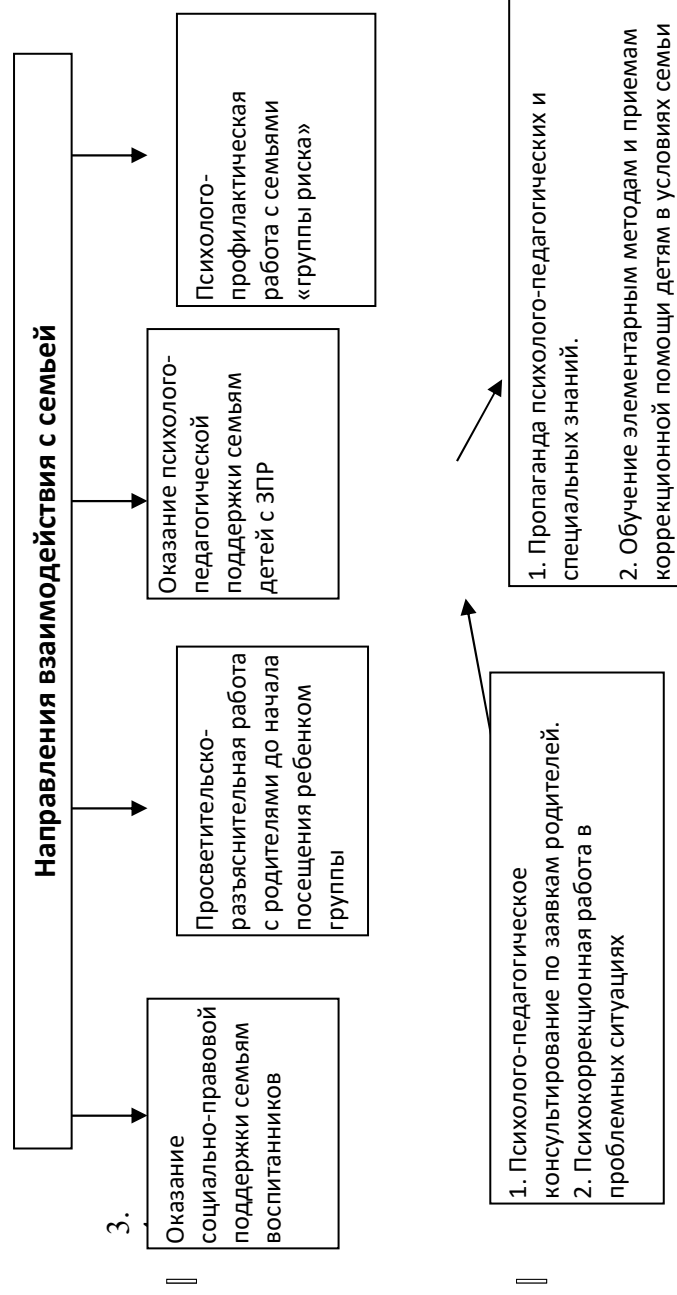 Направления взаимодействия с семьей
3.
Оказание
социально-правовой
поддержки семьям
воспитанников
Просветительско-
разъяснительная работа
с родителями до начала
посещения ребенком
группы
Оказание психолого-
педагогической
поддержки семьям
детей с ЗПР
Психолого-
профилактическая
работа с семьями
«группы риска»
1. Психолого-педагогическое
консультирование по заявкам родителей.
2. Психокоррекционная работа в
проблемных ситуациях
1. Пропаганда психолого-педагогических и
специальных знаний.
2. Обучение элементарным методам и приемам
коррекционной помощи детям в условиях семьи